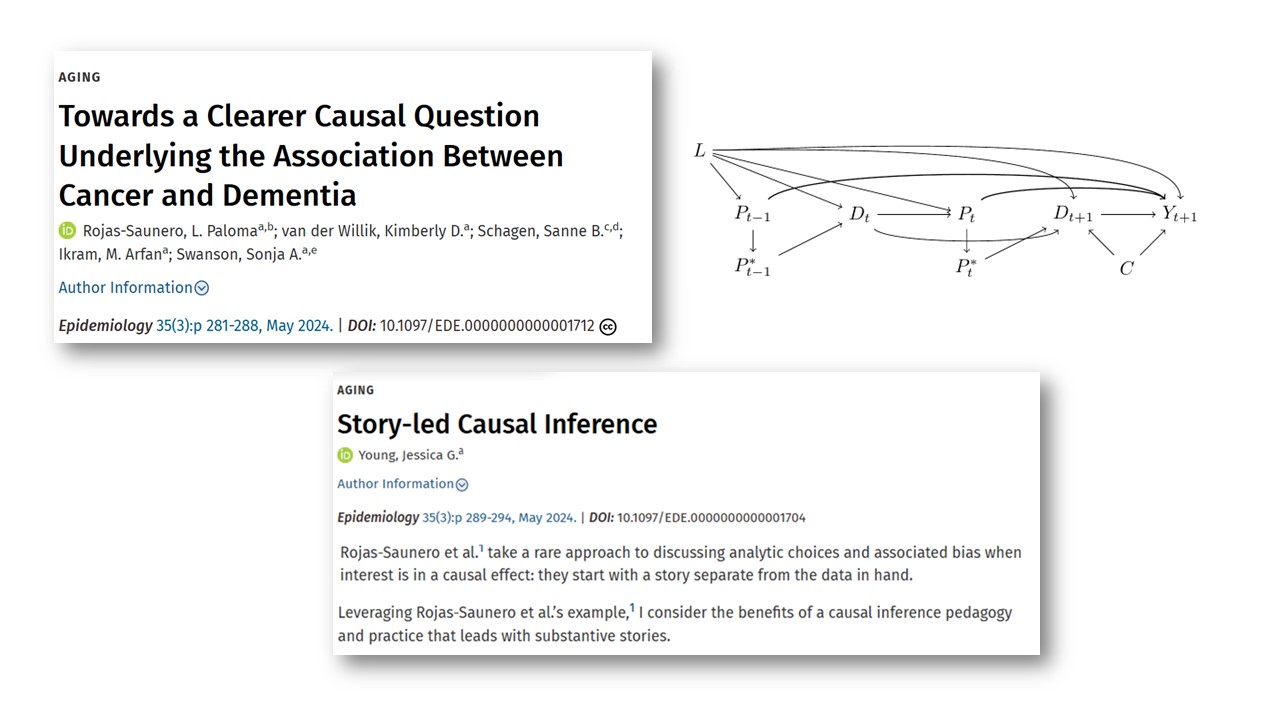 AGING
Towards a Clearer Causal Question
Underlying the Association Between
Cancer and Dementia
Rojas-Saunero, L. Paloma^a,b; van der Willik, Kimberly D.^a; Schagen, Sanne B.^c,d;
Ikram, M. Arfan^a; Swanson, Sonja A.^a,e
Author Information
Epidemiology 35(3):p 281-288, May 2024. | DOI: 10.1097/EDE.0000000000001712 cc
L
P_{t-1} D_t P_t D_{t+1} Y_{t+1}
P*_{t-1} P*_t C
AGING
Story-led Causal Inference
iD Young, Jessica G.^a
Author Information
Epidemiology 35(3):p 289-294, May 2024. | DOI: 10.1097/EDE.0000000000001704
Rojas-Saunero et al.^1 take a rare approach to discussing analytic choices and associated bias when
interest is in a causal effect: they start with a story separate from the data in hand.
Leveraging Rojas-Saunero et al.’s example,^1 I consider the benefits of a causal inference pedagogy
and practice that leads with substantive stories.